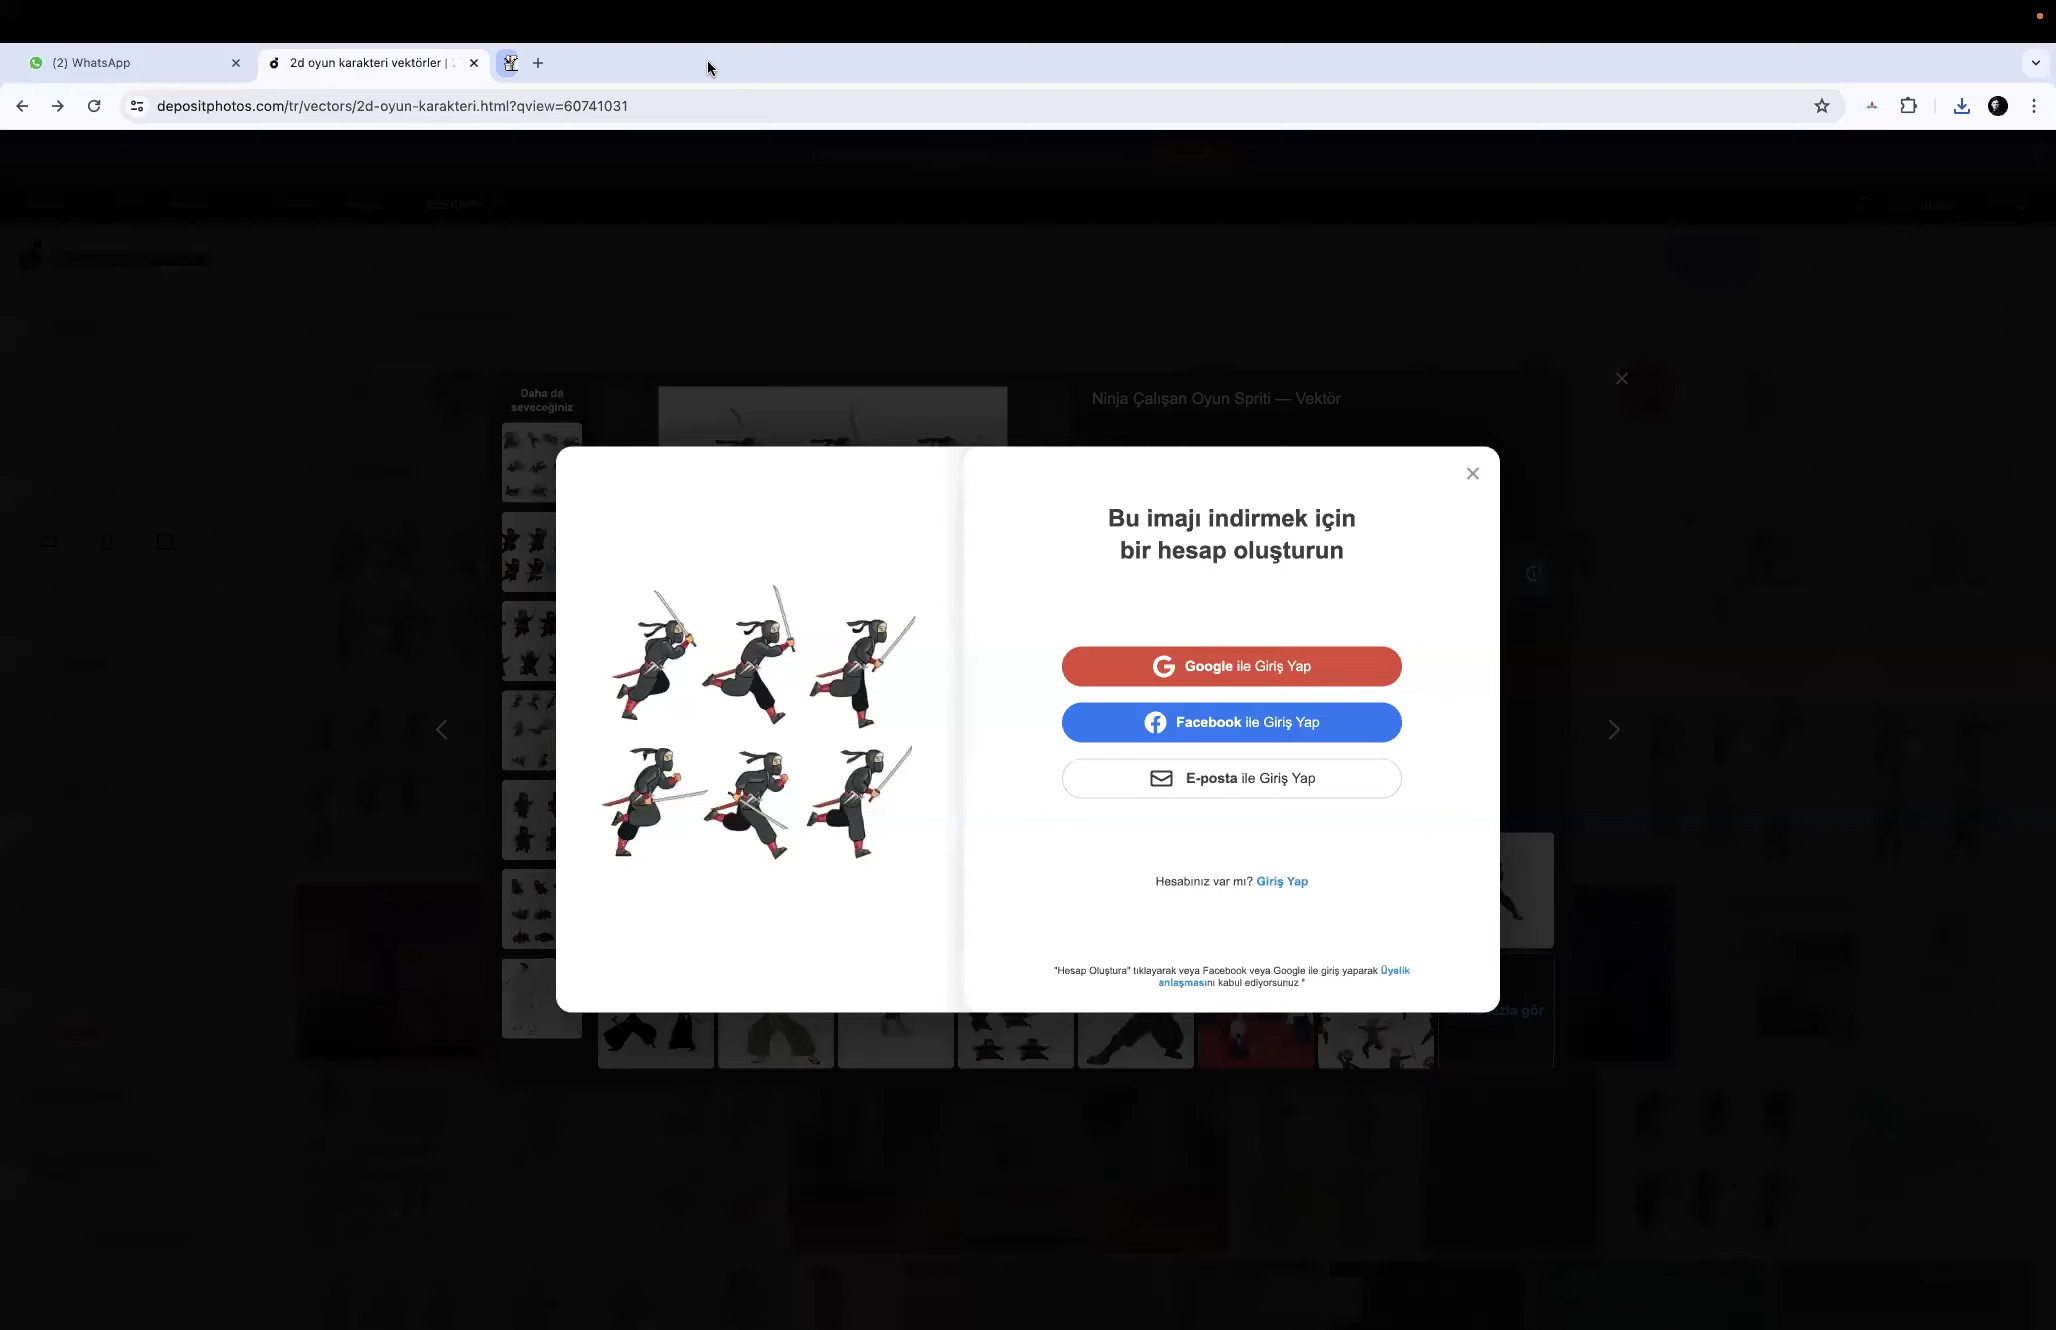 (2) WhatsApp
2d oyun karakteri vektörler |
depositphotos.com/tr/vectors/2d-oyun-karakteri.html?qview=60741031
Daha da
seveceğiniz
Ninja Çalışan Oyun Spriti — Vektör
Bu imajı indirmek için
bir hesap oluşturun
Google ile Giriş Yap
Facebook ile Giriş Yap
E-posta ile Giriş Yap
Hesabınız var mı? Giriş Yap
"Hesap Oluştura" tıklayarak veya Facebook veya Google ile giriş yaparak Üyelik
anlaşmasını kabul ediyorsunuz *
gör